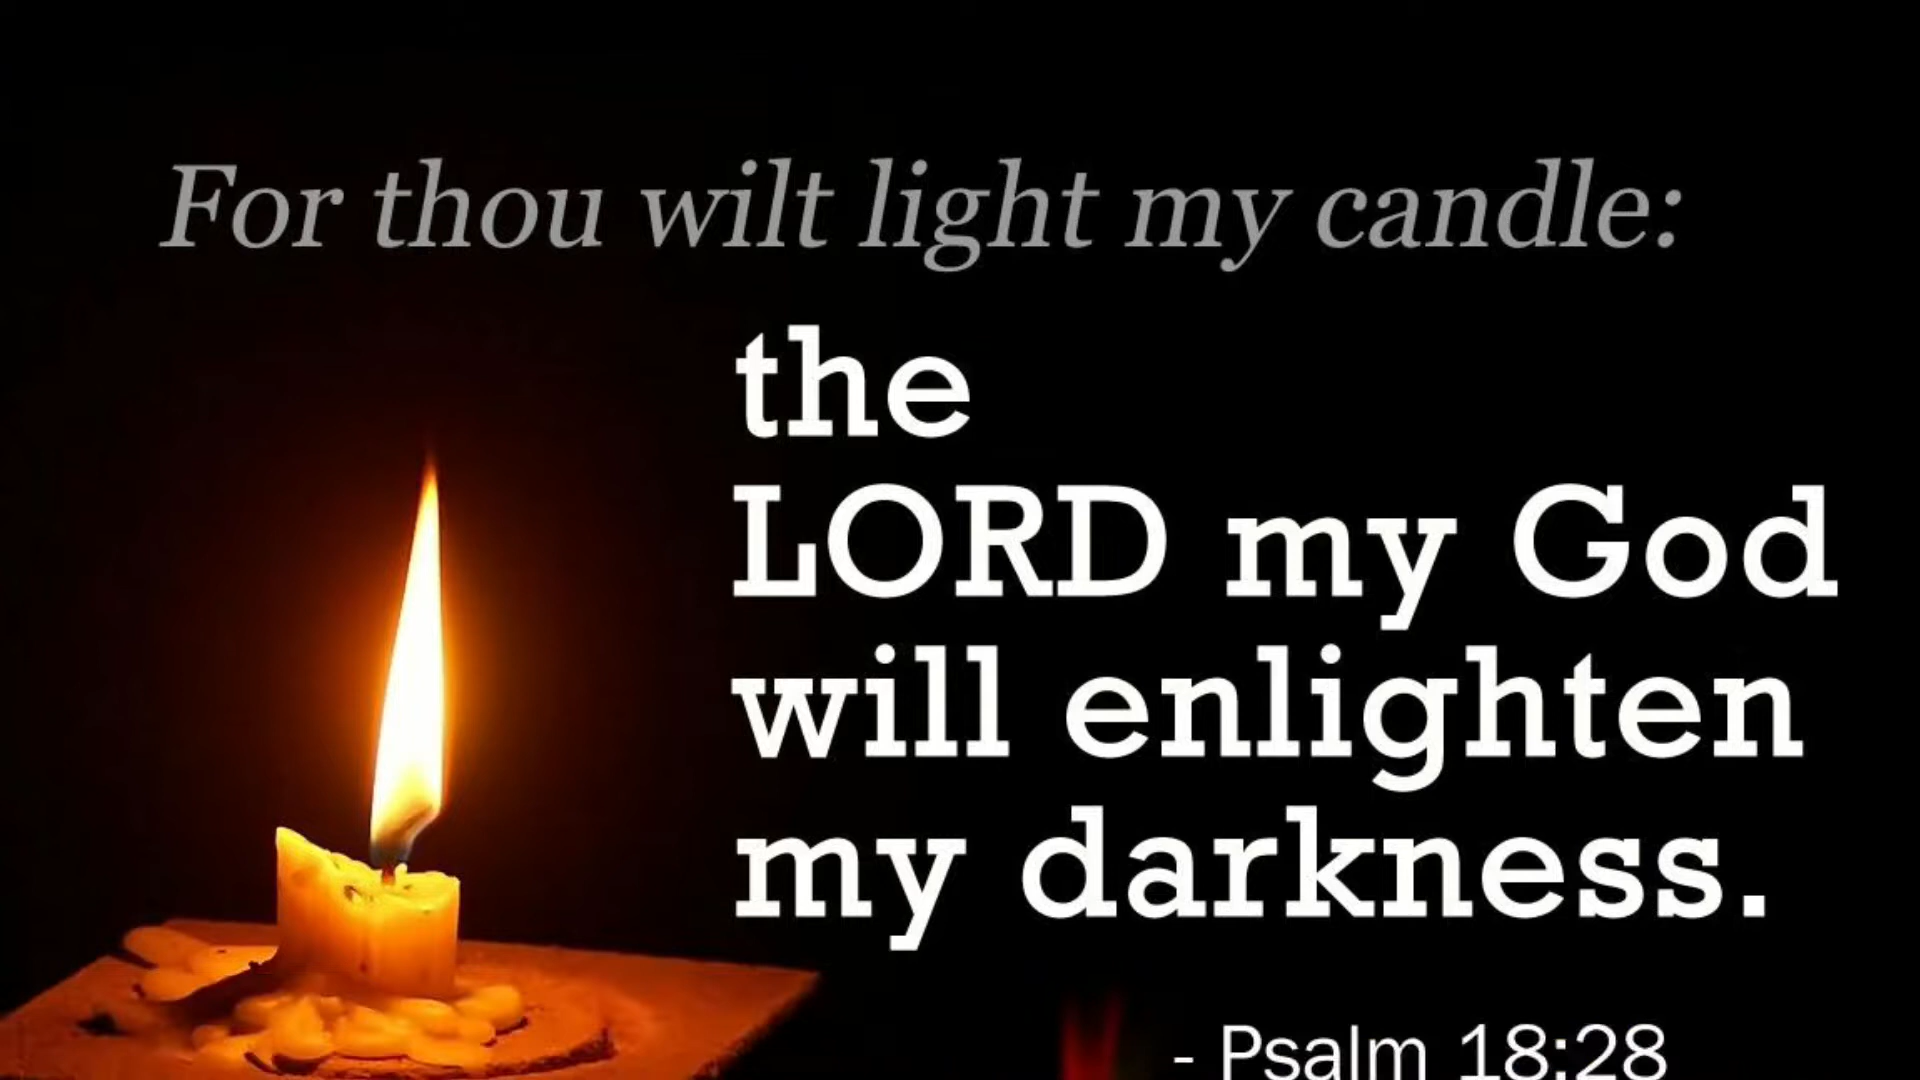 For thou wilt light my candle:
the
LORD my God
will enlighten
my darkness.
- Psalm 18:28